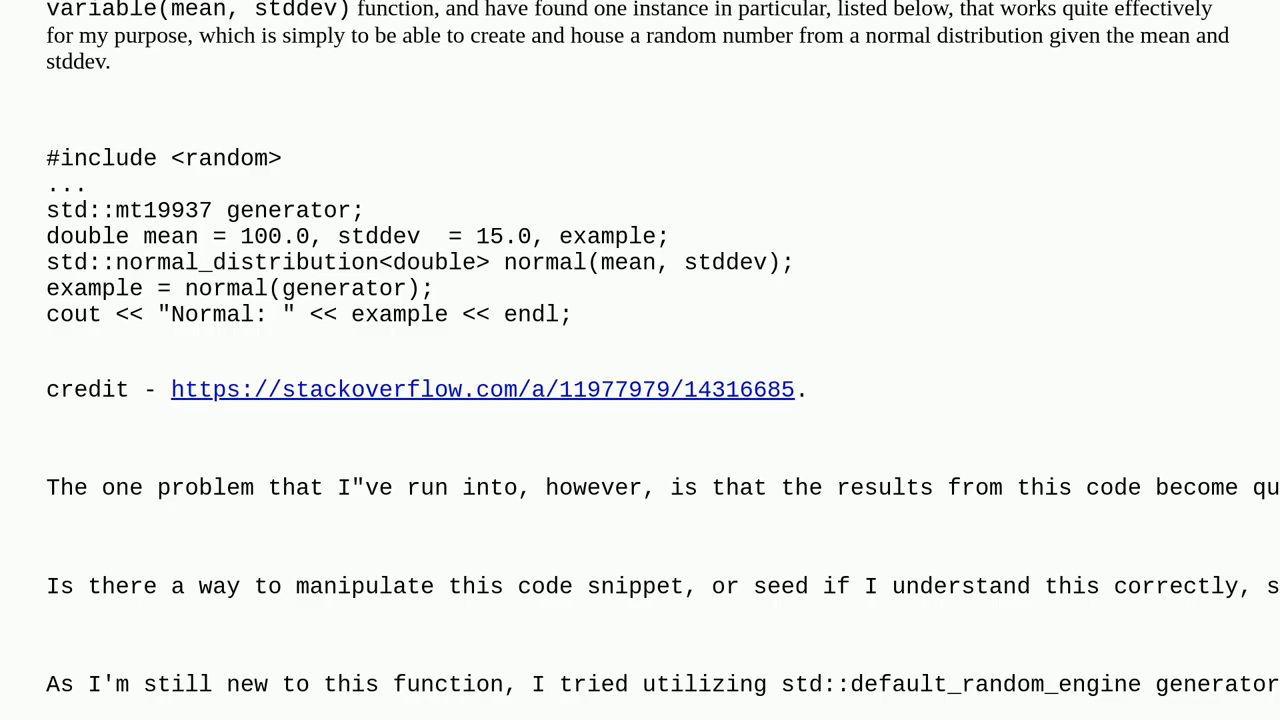 variable(mean, stddev) function, and have found one instance in particular, listed below, that works quite effectively
for my purpose, which is simply to be able to create and house a random number from a normal distribution given the mean and
stddev.
#include <random>
...
std::mt19937 generator;
double mean = 100.0, stddev  = 15.0, example;
std::normal_distribution<double> normal(mean, stddev);
example = normal(generator);
cout << "Normal: " << example << endl;
credit - https://stackoverflow.com/a/11977979/14316685.
The one problem that I"ve run into, however, is that the results from this code become qu
Is there a way to manipulate this code snippet, or seed if I understand this correctly, s
As I'm still new to this function, I tried utilizing std::default_random_engine generator